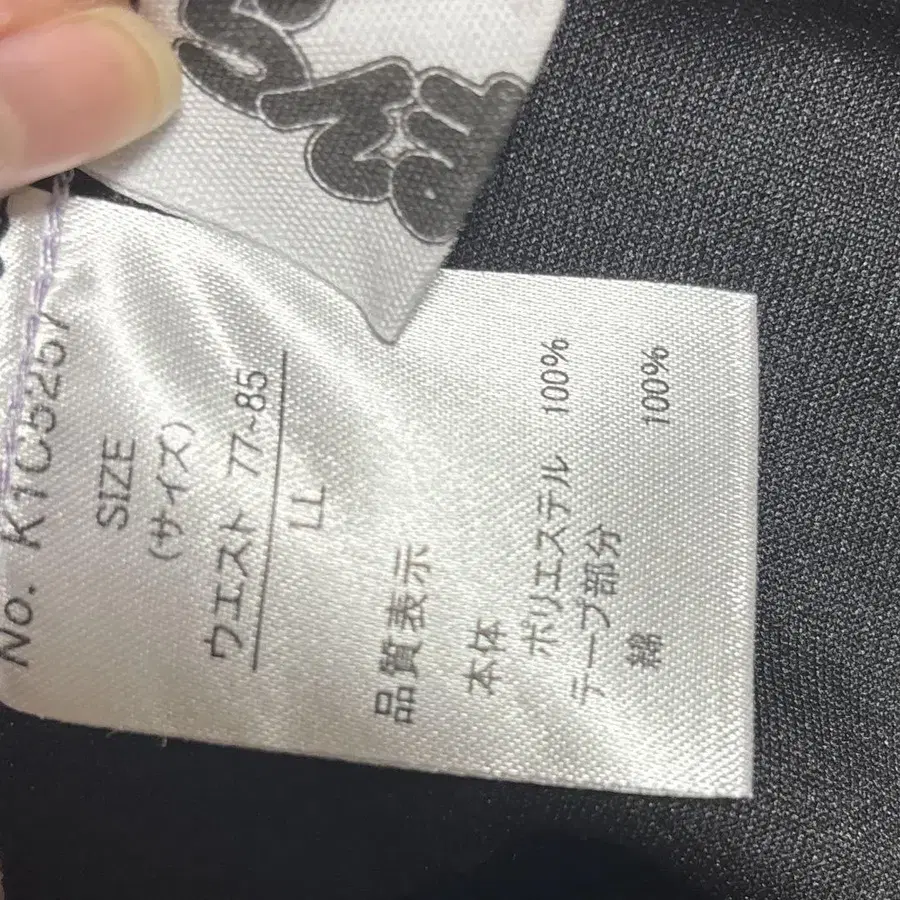 No. K105257
SIZE
(サイズ)
ウエスト 77~85
LL
品質表示
本体
ポリエステル 100%
テープ部分
綿 100%